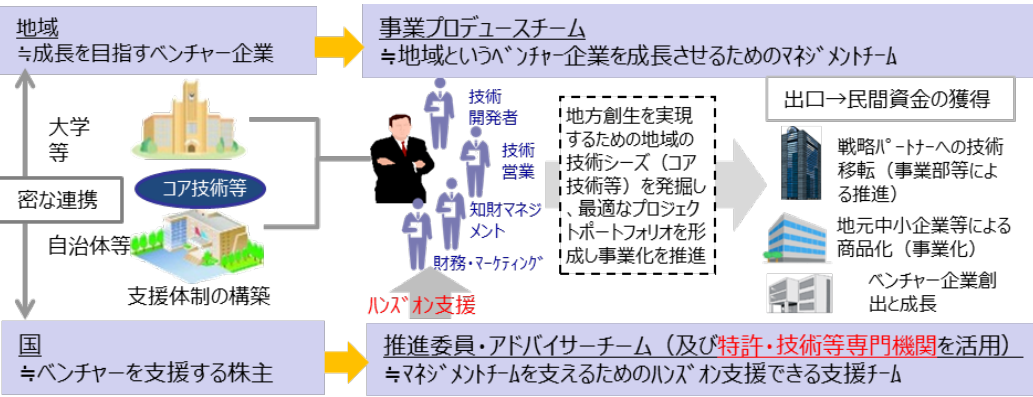 地域
≒成長を目指すベンチャー企業
事業プロデュースチーム
≒地域というﾍﾞﾝﾁｬｰ企業を成長させるためのﾏﾈｼﾞﾒﾝﾄチーム
大学
等
密な連携
自治体等
コア技術等
支援体制の構築
技術
開発者
技術
営業
知財マネジ
メント
財務・ﾏｰｹﾃｨﾝｸﾞ
ﾊﾝｽﾞｵﾝ支援
地方創生を実現
するための地域の
技術シーズ（コア
技術等）を発掘し
、最適なプロジェク
トポートフォリオを形
成し事業化を推進
出口→民間資金の獲得
戦略ﾊﾟｰトナーへの技術
移転（事業部等によ
る推進）
地元中小企業等による
商品化（事業化）
ベンチャー企業創
出と成長
国
≒ベンチャーを支援する株主
推進委員・アドバイサーチーム（及び特許・技術等専門機関を活用）
≒ﾏﾈｼﾞﾒﾝﾄチームを支えるためのﾊﾝｽﾞｵﾝ支援できる支援チーム